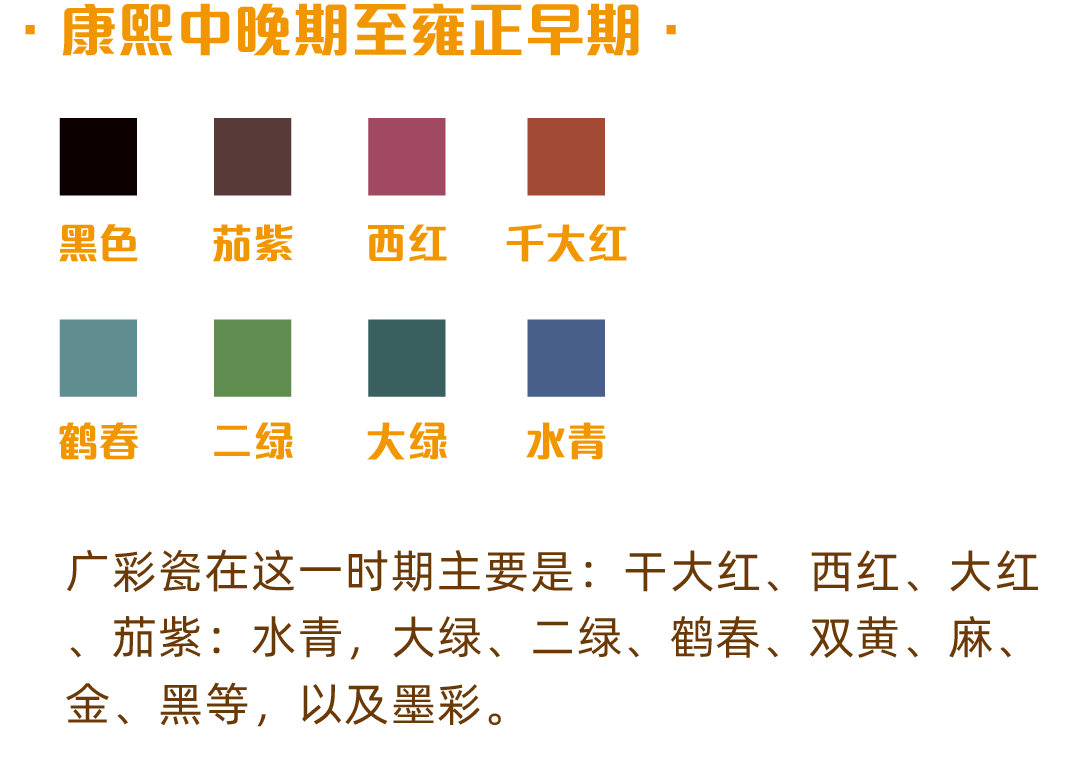 · 康熙中晚期至雍正早期 ·
黑色 茄紫 西红 千大红
鹤春 二绿 大绿 水青
广彩瓷在这一时期主要是：干大红、西红、大红
、茄紫：水青，大绿、二绿、鹤春、双黄、麻、
金、黑等，以及墨彩。